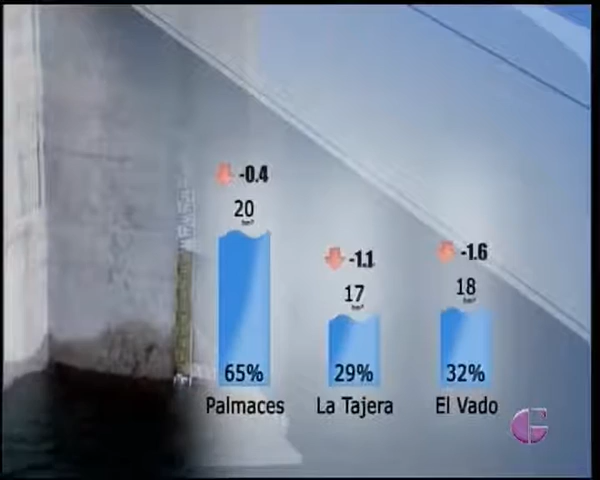 -0.4
20
hm³
65%
Palmaces
-1.1
17
hm³
29%
La Tajera
-1.6
18
hm³
32%
El Vado